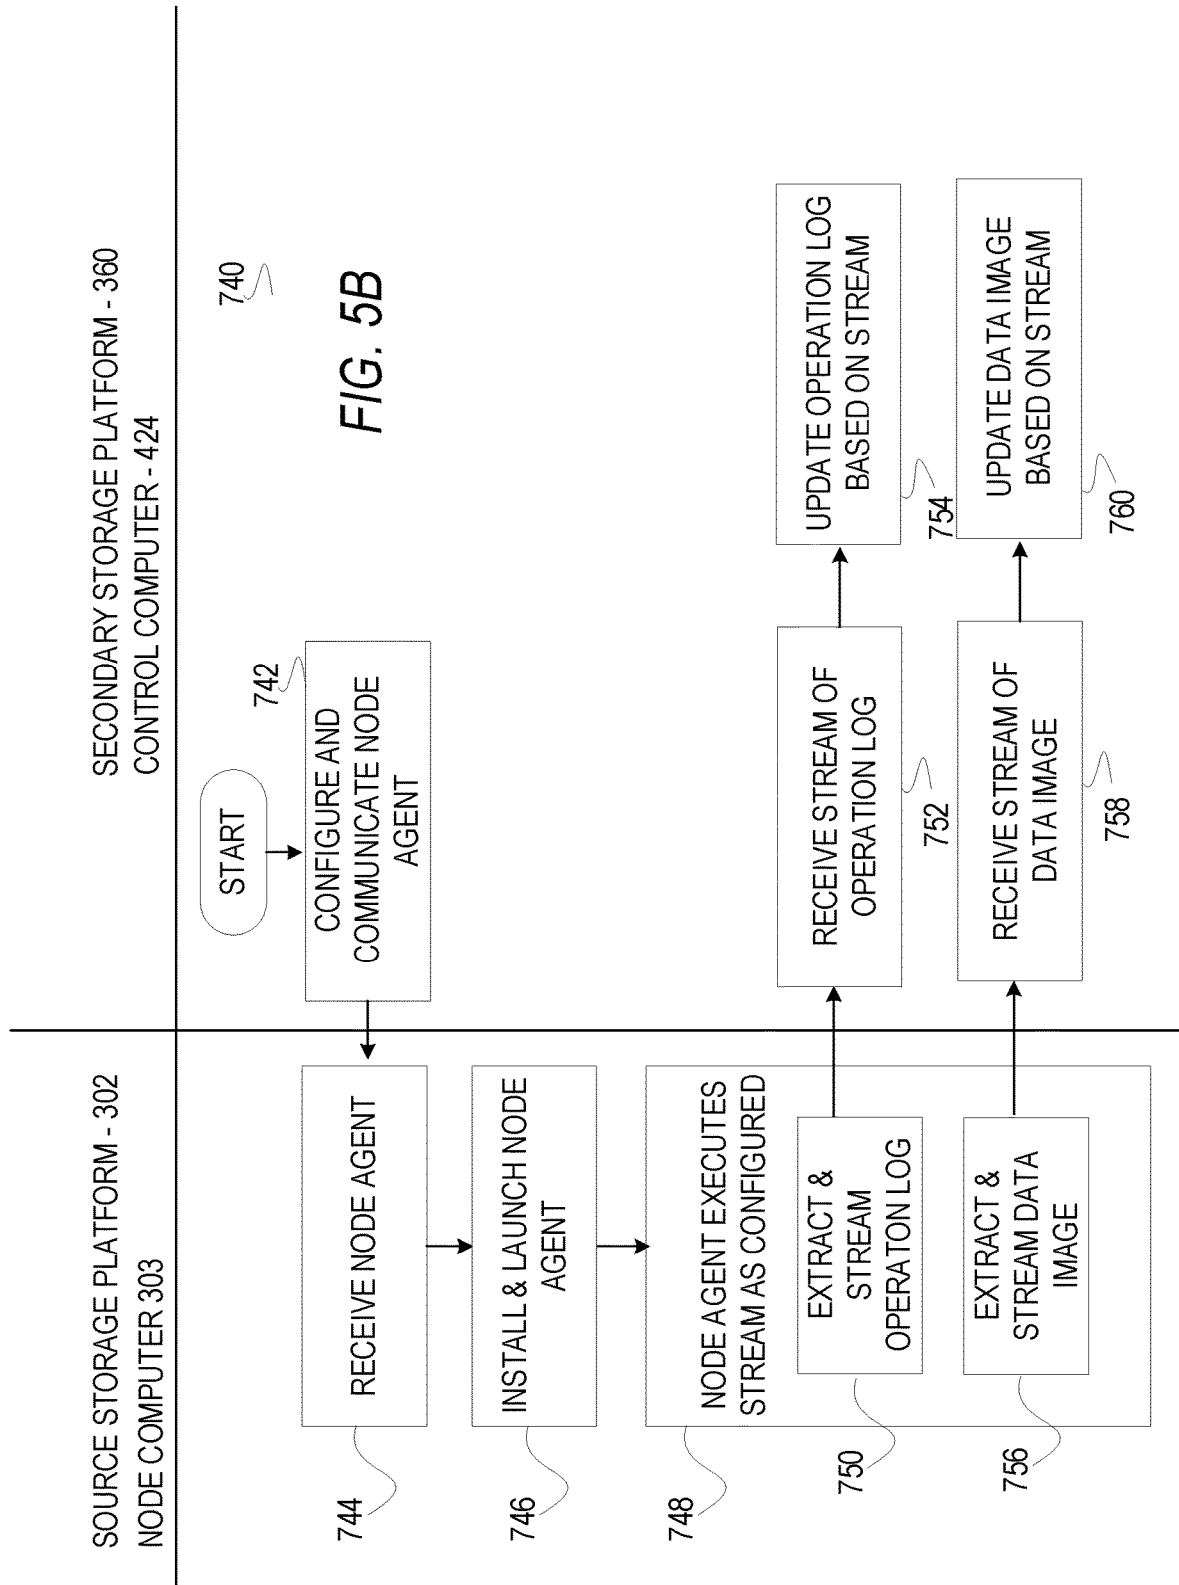 SOURCE STORAGE PLATFORM - 302
NODE COMPUTER 303
SECONDARY STORAGE PLATFORM - 360
CONTROL COMPUTER - 424
START
740
742
CONFIGURE AND
COMMUNICATE NODE
AGENT
FIG. 5B
744
RECEIVE NODE AGENT
746
INSTALL & LAUNCH NODE
AGENT
748
NODE AGENT EXECUTES
STREAM AS CONFIGURED
750
EXTRACT &
STREAM
OPERATON LOG
RECEIVE STREAM OF
OPERATION LOG
752
UPDATE OPERATION LOG
BASED ON STREAM
754
756
EXTRACT &
STREAM DATA
IMAGE
RECEIVE STREAM OF
DATA IMAGE
758
UPDATE DATA IMAGE
BASED ON STREAM
760